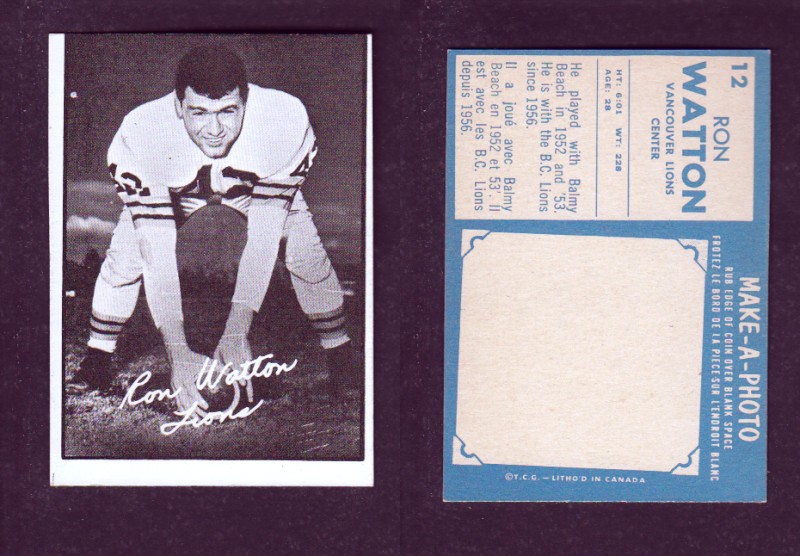 42
43
43
Ron Watton
Lions
12
RON
WATTON
VANCOUVER LIONS
CENTER
HT: 6:01 WT: 228
AGE: 28
He played with Balmy
Beach in 1952 and '53.
He is with the B.C. Lions
since 1956.
Il a joué avec Balmy
Beach en 1952 et 53'. Il
est avec les B.C. Lions
depuis 1956.
MAKE-A-PHOTO
RUB EDGE OF COIN OVER BLANK SPACE
FROTEZ LE BORD DE LA PIECE SUR L'ENDROIT BLANC
©T.C.G. — LITHO'D IN CANADA